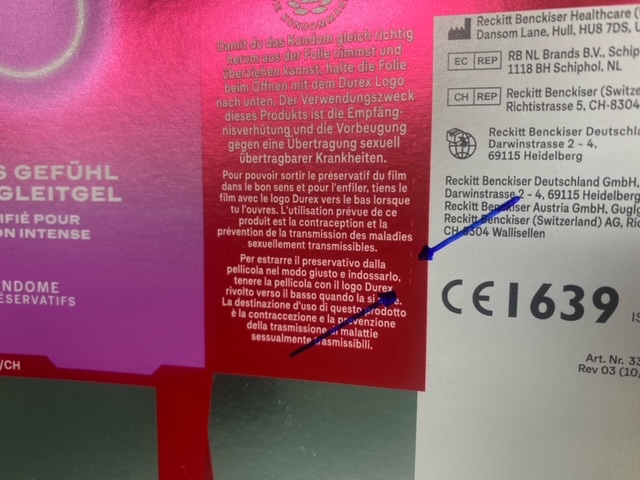 S GEFÜHL
GLEITGEL
IFIÉ POUR
ON INTENSE
NDOME
ÉSERVATIFS
/CH
Damit du das Kondom gleich richtig
herum aus der Folie nimmst und
überziehen kannst, halte die Folie
beim Öffnen mit dem Durex Logo
nach unten. Der Verwendungszweck
dieses Produkts ist die Empfäng-
nisverhütung und die Vorbeugung
gegen eine Übertragung sexuell
übertragbarer Krankheiten.
Pour pouvoir sortir le préservatif du film
dans le bon sens et pour l'enfiler, tiens le
film avec le logo Durex vers le bas lorsque
tu l'ouvres. L'utilisation prévue de ce
produit est la contraception et la
prévention de la transmission des maladies
sexuellement transmissibles.
Per estrarre il preservativo dalla
pellicola nel modo giusto e indossarlo,
tenere la pellicola con il logo Durex
rivolto verso il basso quando la si
La destinazione d'uso di questo prodotto
è la contraccezione e la prevenzione
della trasmissione di malattie
sessualmente trasmissibili.
Reckitt Benckiser Healthcare (
Dansom Lane, Hull, HU8 7DS, U
EC REP
RB NL Brands B.V., Schip
1118 BH Schiphol, NL
CH REP
Reckitt Benckiser (Switze
Richtistrasse 5, CH-8304
Reckitt Benckiser Deutschla
Darwinstrasse 2 - 4,
69115 Heidelberg
Reckitt Benckiser Deutschland GmbH,
Darwinstrasse 2 - 4, 69115 Heidelberg
Reckitt Benckiser Austria GmbH, Guglg
Reckitt Benckiser (Switzerland) AG, Ric
CH-8304 Wallisellen
CE1639
IS
Art. Nr. 33
Rev 03 (10/